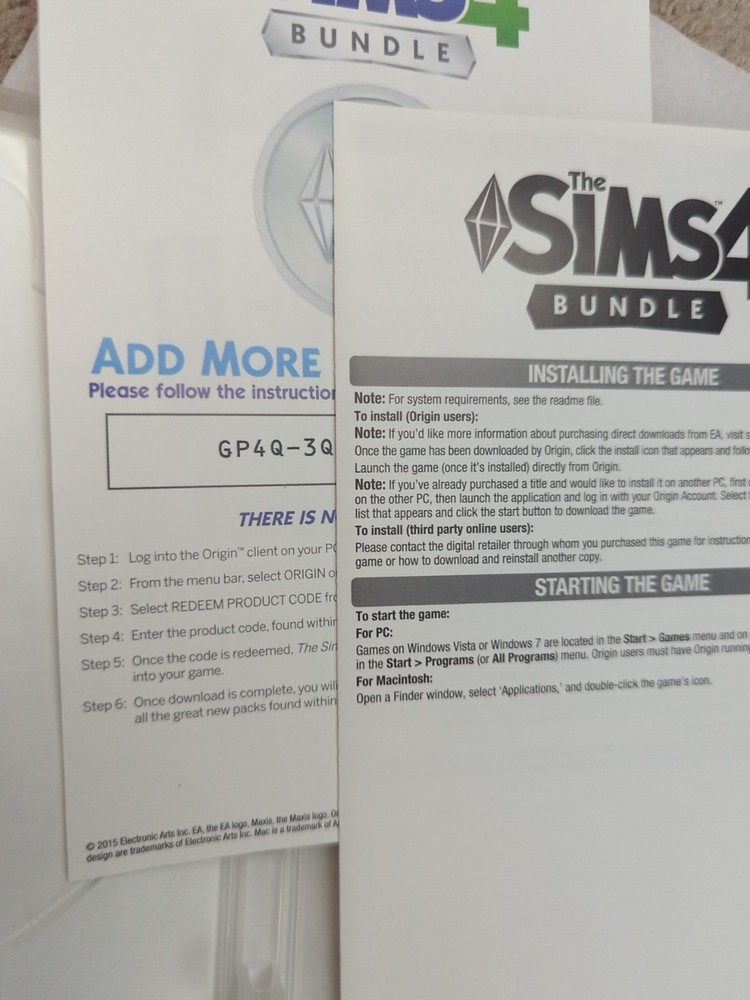 SIMS 4
BUNDLE
ADD MORE
Please follow the instruction
GP4Q-3Q
THERE IS N
Step 1: Log into the Origin™ client on your PC
Step 2: From the menu bar, select ORIGIN o
Step 3: Select REDEEM PRODUCT CODE fr
Step 4: Enter the product code, found within
Step 5: Once the code is redeemed, The Sim
into your game.
Step 6: Once download is complete, you will
all the great new packs found within
© 2015 Electronic Arts Inc. EA, the EA logo, Maxis, the Maxis logo, Or
design are trademarks of Electronic Arts Inc. Mac is a trademark of A
The
SIMS™4
BUNDLE
INSTALLING THE GAME
Note: For system requirements, see the readme file.
To install (Origin users):
Note: If you'd like more information about purchasing direct downloads from EA, visit s
Once the game has been downloaded by Origin, click the install icon that appears and follo
Launch the game (once it's installed) directly from Origin.
Note: If you've already purchased a title and would like to install it on another PC, first
on the other PC, then launch the application and log in with your Origin Account. Select
list that appears and click the start button to download the game.
To install (third party online users):
Please contact the digital retailer through whom you purchased this game for instruction
game or how to download and reinstall another copy.
STARTING THE GAME
To start the game:
For PC:
Games on Windows Vista or Windows 7 are located in the Start > Games menu and on
in the Start > Programs (or All Programs) menu. Origin users must have Origin running
For Macintosh:
Open a Finder window, select 'Applications,' and double-click the game's icon.